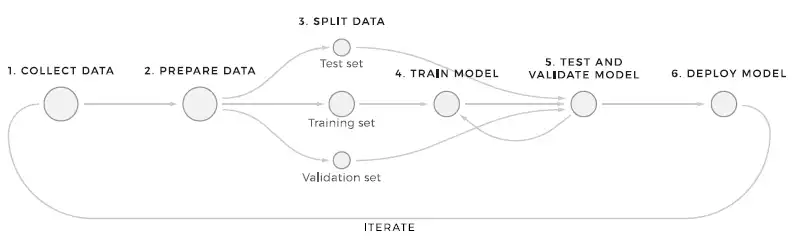 3. SPLIT DATA
Test set
1. COLLECT DATA
2. PREPARE DATA
4. TRAIN MODEL
5. TEST AND
VALIDATE MODEL
6. DEPLOY MODEL
Training set
Validation set
ITERATE